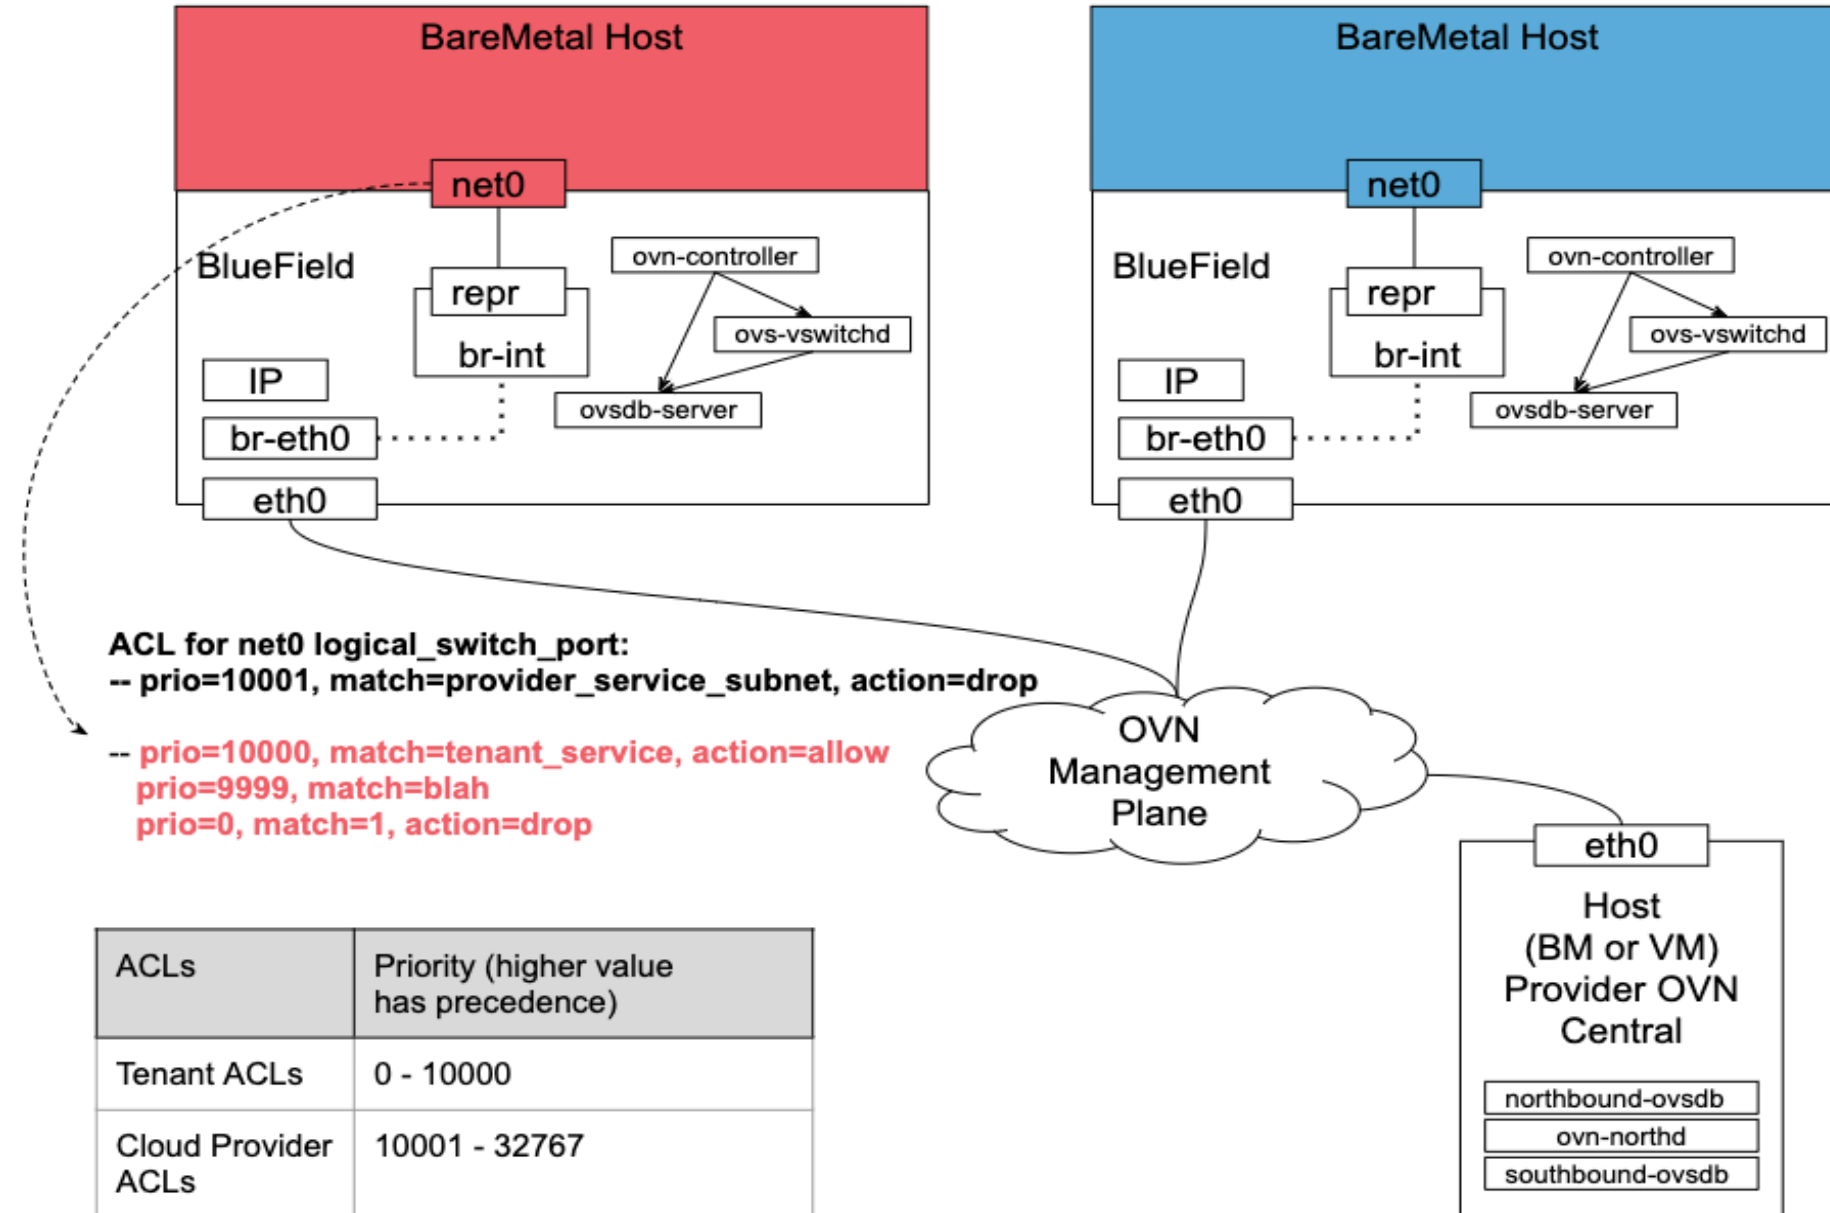 BareMetal Host
net0
BlueField
ovn-controller
repr
ovs-vswitchd
br-int
IP
ovsdb-server
br-eth0
eth0
BareMetal Host
net0
BlueField
ovn-controller
repr
ovs-vswitchd
br-int
IP
ovsdb-server
br-eth0
eth0
ACL for net0 logical_switch_port:
-- prio=10001, match=provider_service_subnet, action=drop
-- prio=10000, match=tenant_service, action=allow
prio=9999, match=blah
prio=0, match=1, action=drop
OVN
Management
Plane
eth0
Host
(BM or VM)
Provider OVN
Central
northbound-ovsdb
ovn-northd
southbound-ovsdb
ACLs
Priority (higher value
has precedence)
Tenant ACLs
0 - 10000
Cloud Provider
ACLs
10001 - 32767